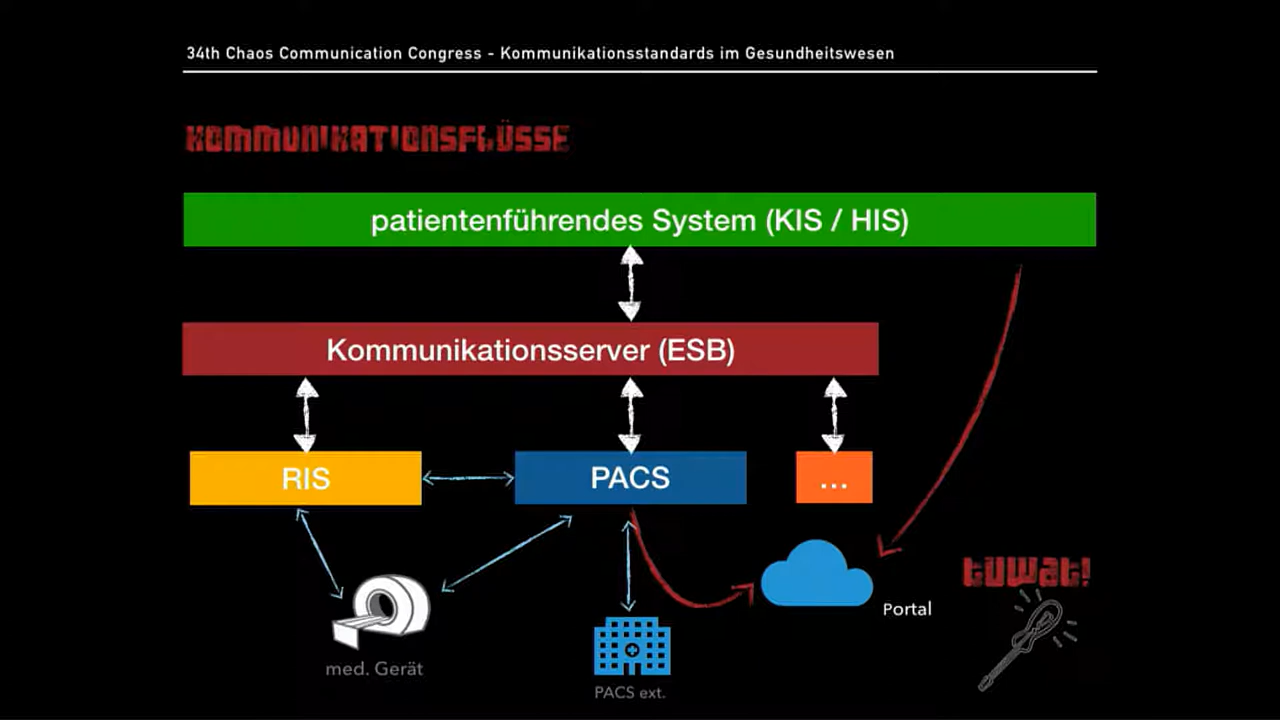 34th Chaos Communication Congress - Kommunikationsstandards im Gesundheitswesen
KOMMUNIKATIONSFLÜSSE
patientenführendes System (KIS / HIS)
Kommunikationsserver (ESB)
RIS
PACS
...
tuwat!
Portal
med. Gerät
PACS ext.